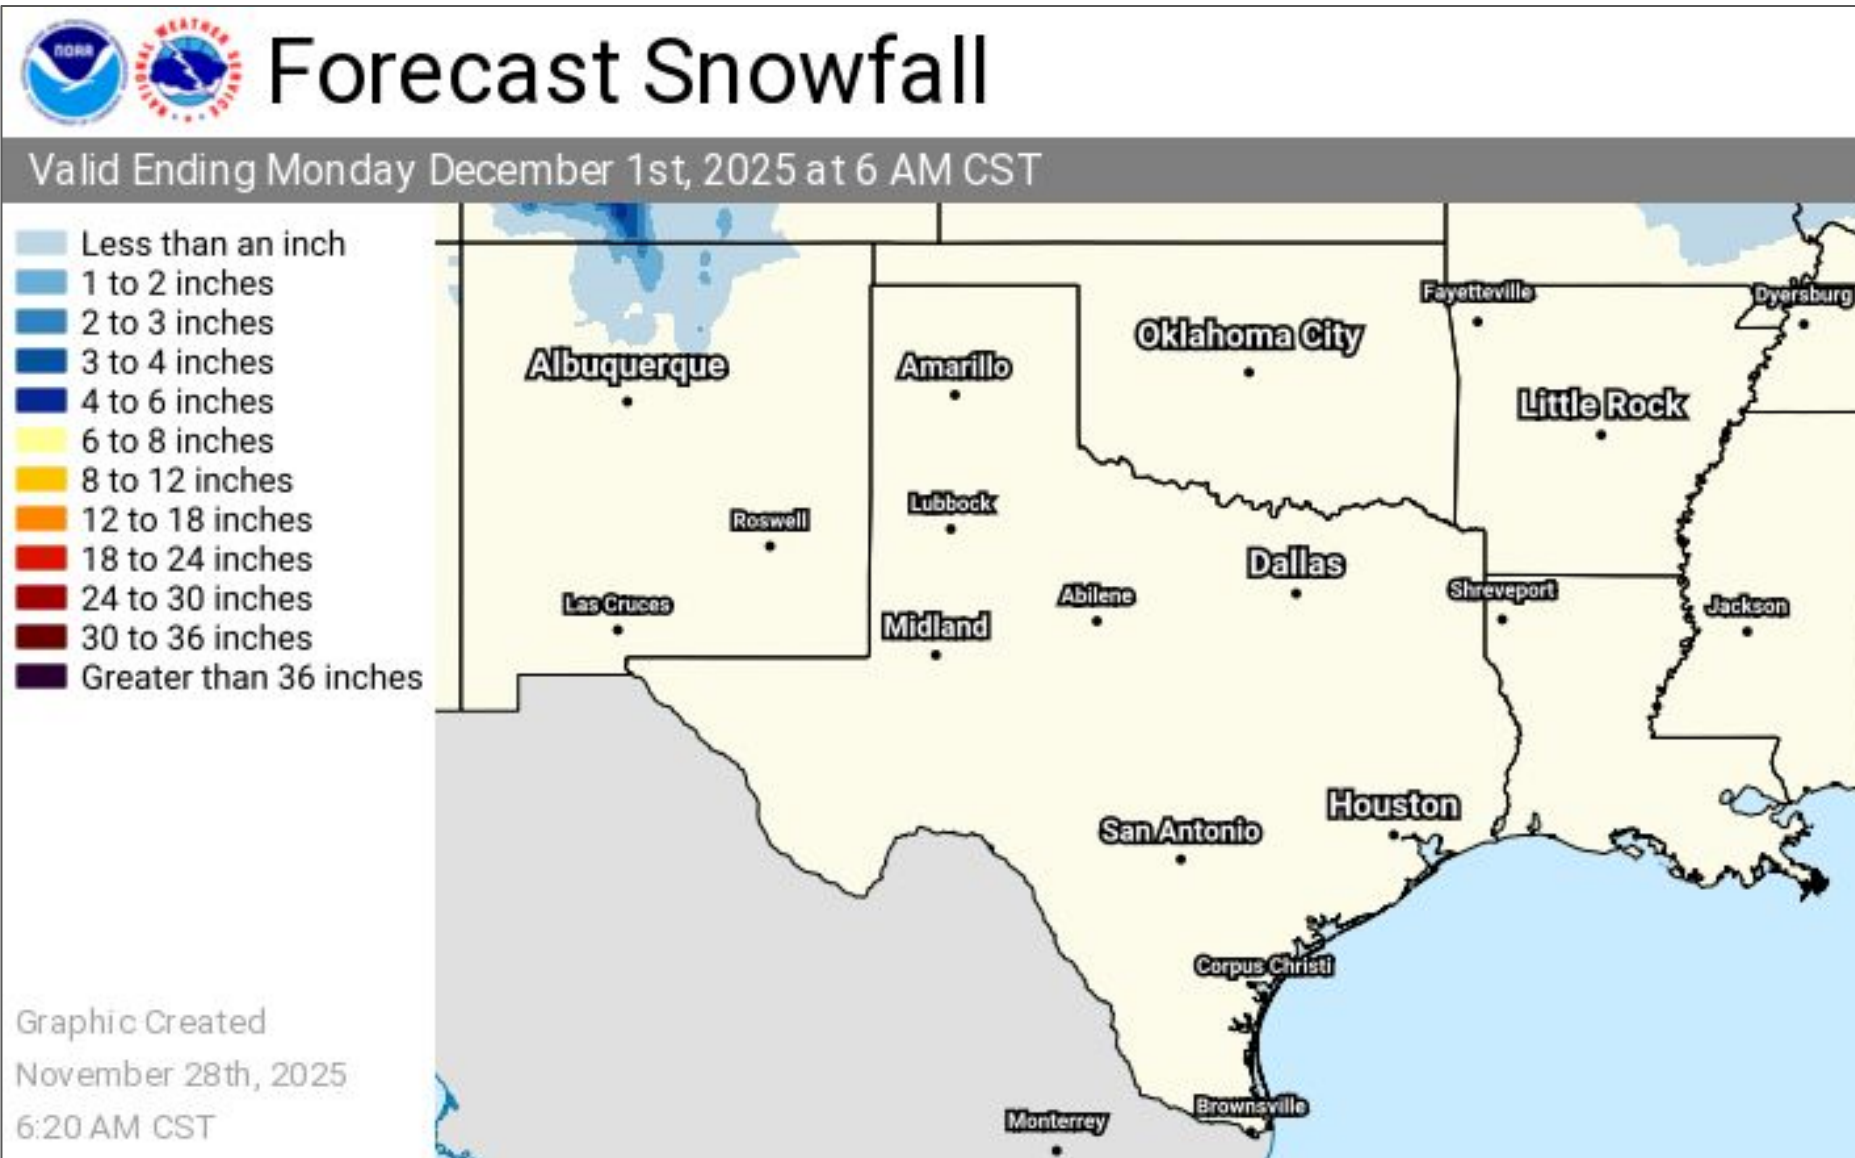 NOAA
NATIONAL WEATHER SERVICE
Forecast Snowfall
Valid Ending Monday December 1st, 2025 at 6 AM CST
Less than an inch
1 to 2 inches
2 to 3 inches
3 to 4 inches
4 to 6 inches
6 to 8 inches
8 to 12 inches
12 to 18 inches
18 to 24 inches
24 to 30 inches
30 to 36 inches
Greater than 36 inches
Graphic Created
November 28th, 2025
6:20 AM CST
Fayetteville
Dyersburg
Oklahoma City
Albuquerque
Amarillo
Little Rock
Lubbock
Roswell
Dallas
Shreveport
Abilene
Las Cruces
Jackson
Midland
Houston
San Antonio
Corpus Christi
Brownsville
Monterrey